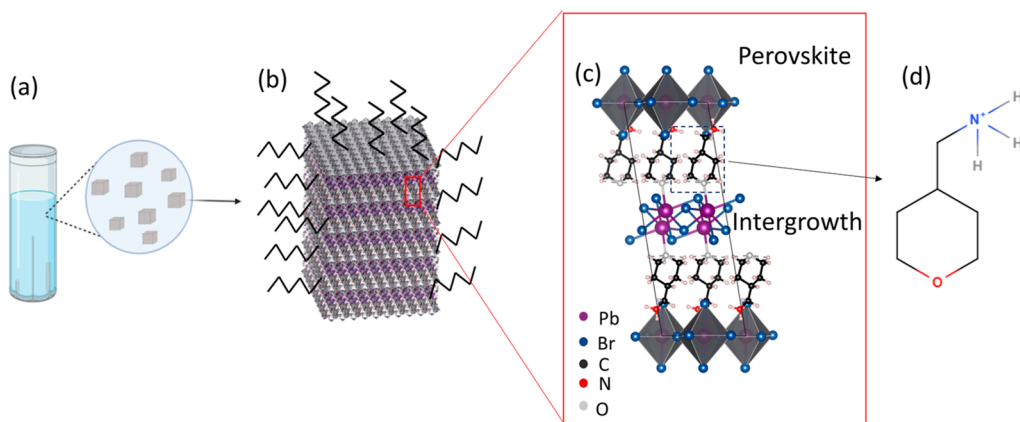 (a)
(b)
(c)
Perovskite
(d)
Intergrowth
Pb
Br
C
N
O
N+
H
H
H
O